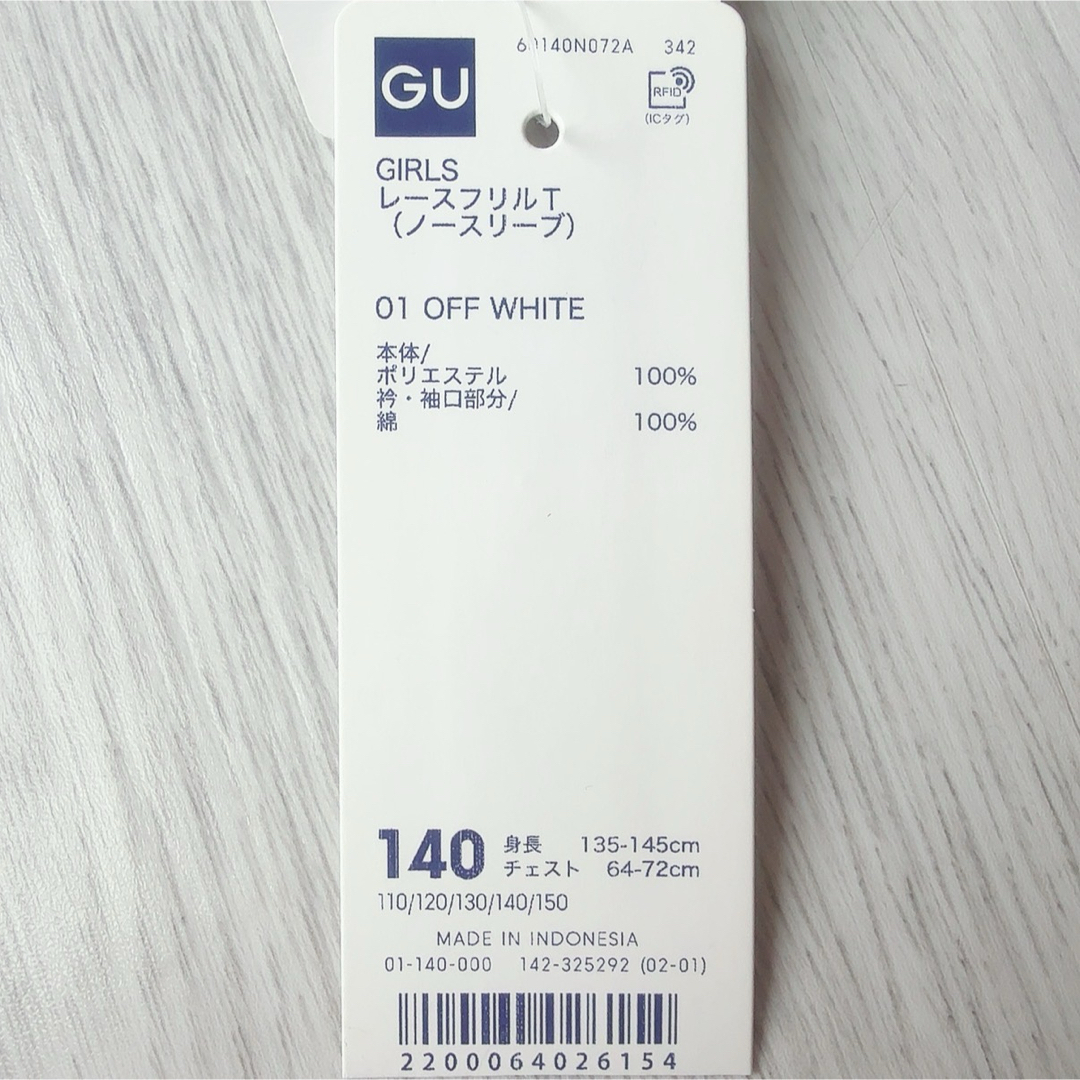 GU
342
RFID
(ICタグ)
GIRLS
レースフリルT
(ノースリーブ)
01 OFF WHITE
本体/
ポリエステル 100%
衿・袖口部分/
綿 100%
140 身長 135-145cm
チェスト 64-72cm
110/120/130/140/150
MADE IN INDONESIA
01-140-000 142-325292 (02-01)
2200064026154